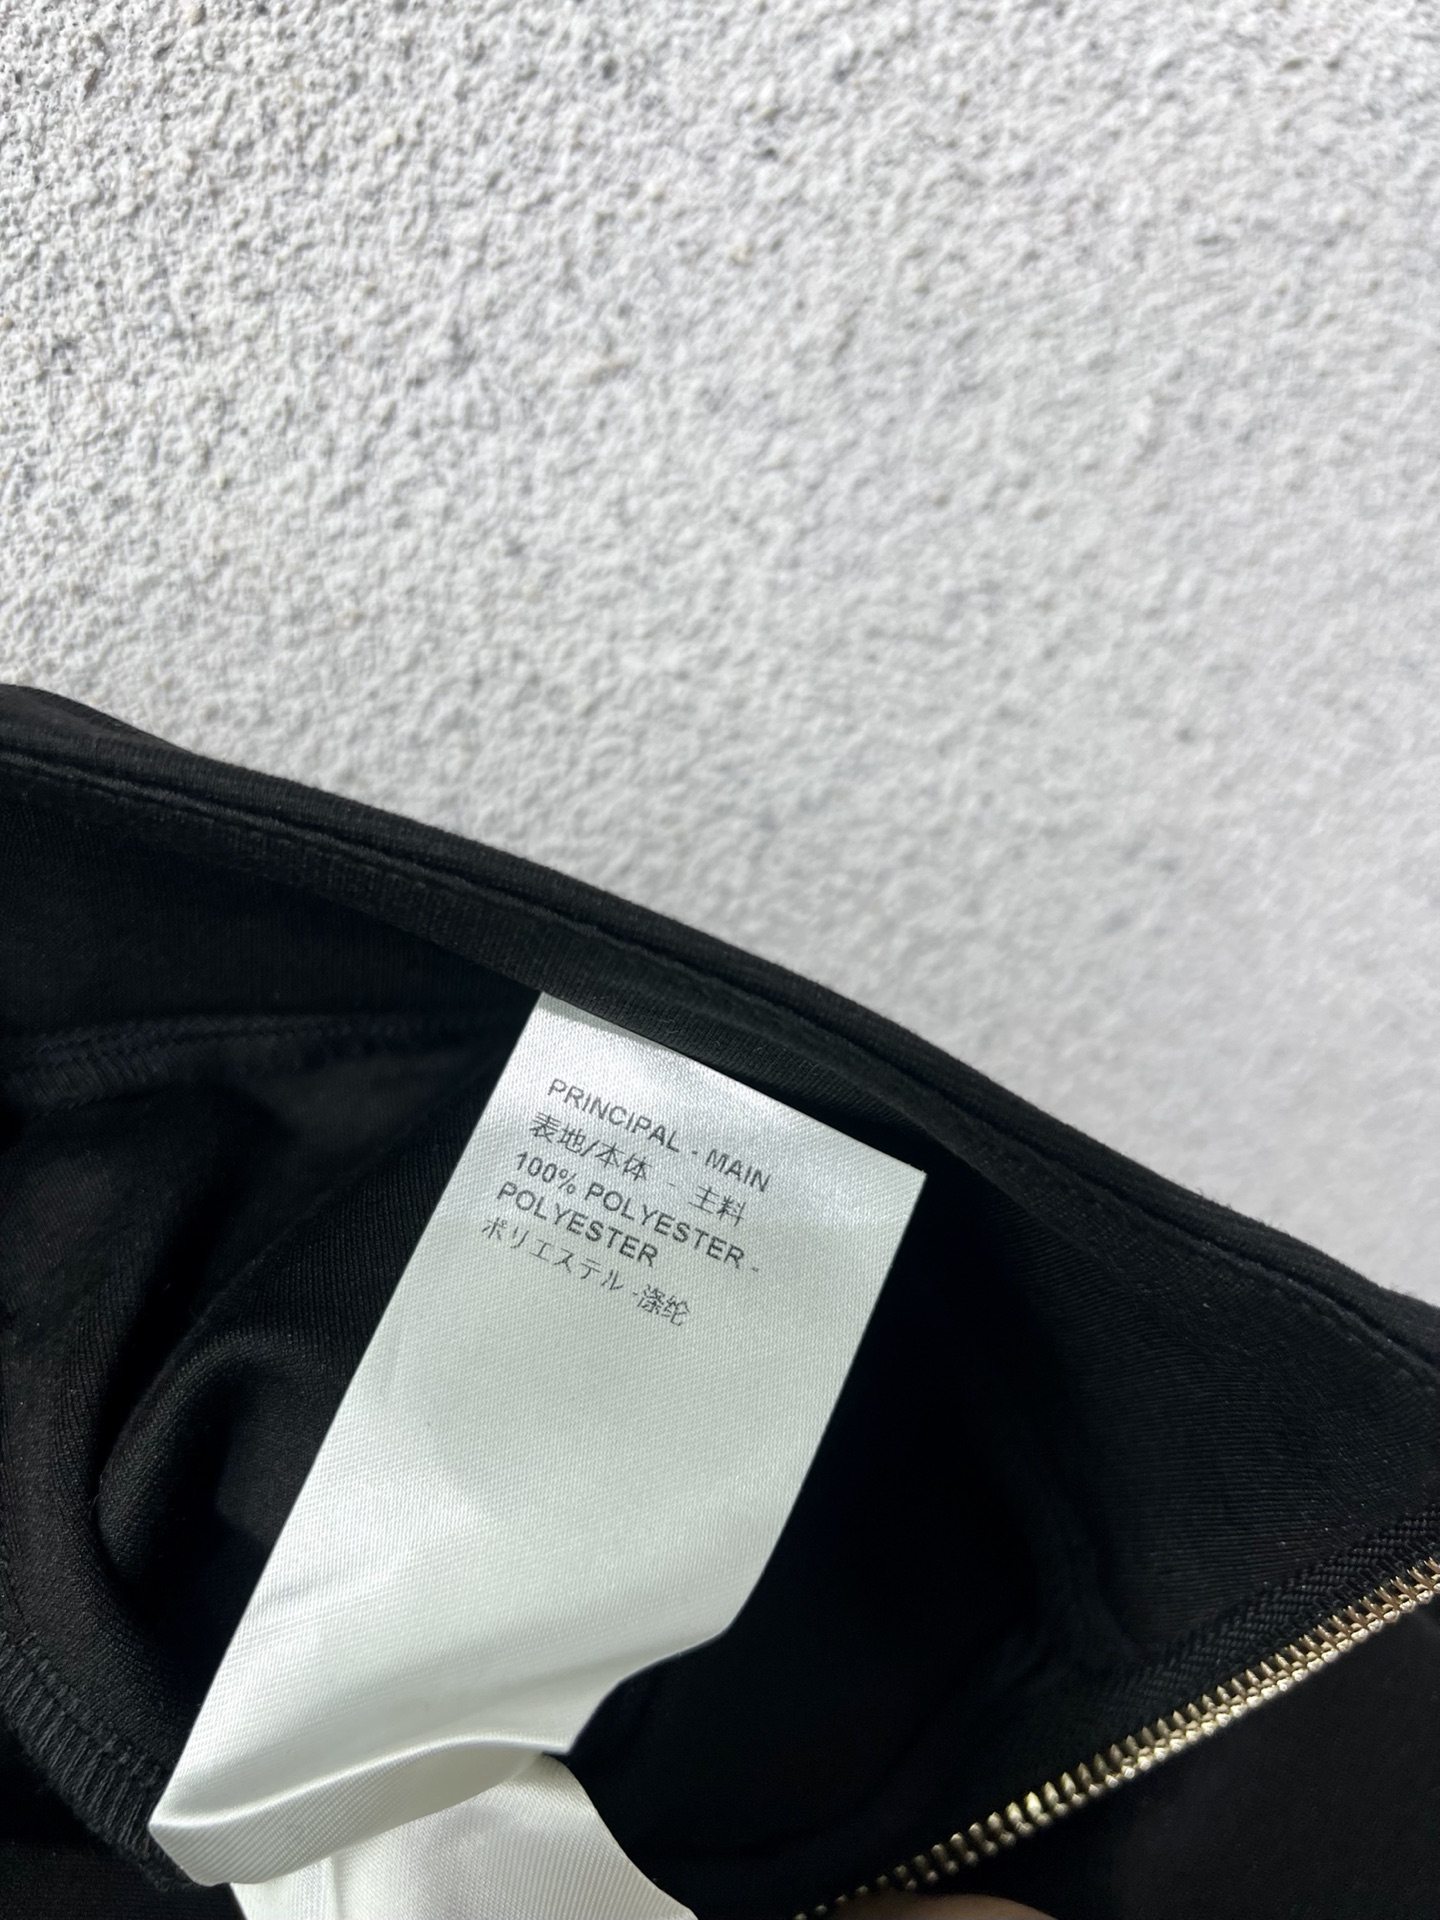 PRINCIPAL - MAIN
表地/本体 - 主料
100% POLYESTER -
POLYESTER
ポリエステル -涤纶